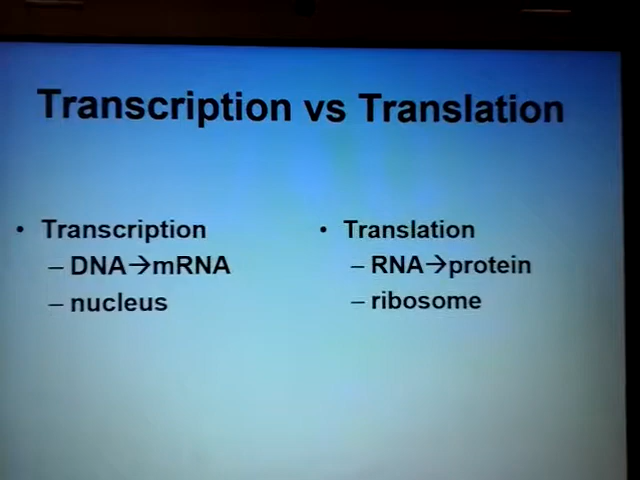 Transcription vs Translation
• Transcription
– DNA→mRNA
– nucleus
• Translation
– RNA→protein
– ribosome